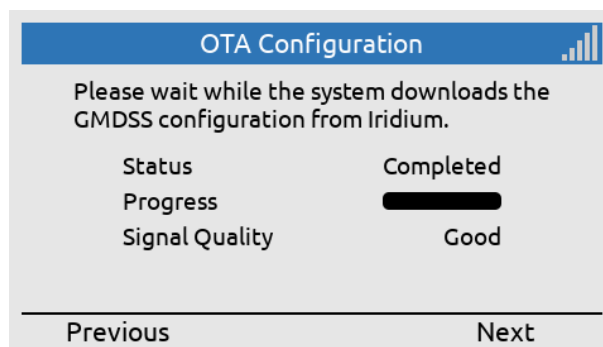 OTA Configuration
Please wait while the system downloads the
GMDSS configuration from Iridium.
Status Completed
Progress
Signal Quality Good
Previous Next